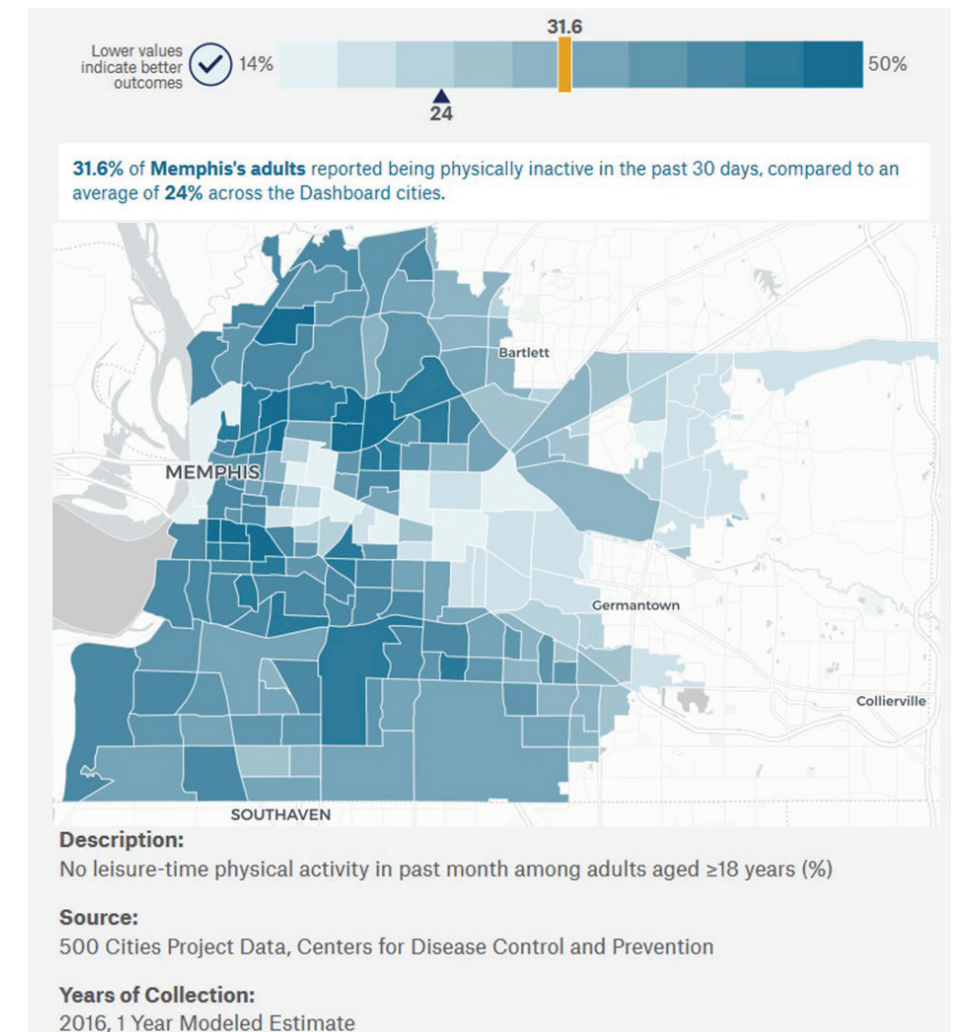 31.6
Lower values
indicate better
outcomes
14%
50%
24
31.6% of Memphis's adults reported being physically inactive in the past 30 days, compared to an
average of 24% across the Dashboard cities.
Bartlett
MEMPHIS
Germantown
Collierville
SOUTHAVEN
Description:
No leisure-time physical activity in past month among adults aged ≥18 years (%)
Source:
500 Cities Project Data, Centers for Disease Control and Prevention
Years of Collection:
2016, 1 Year Modeled Estimate